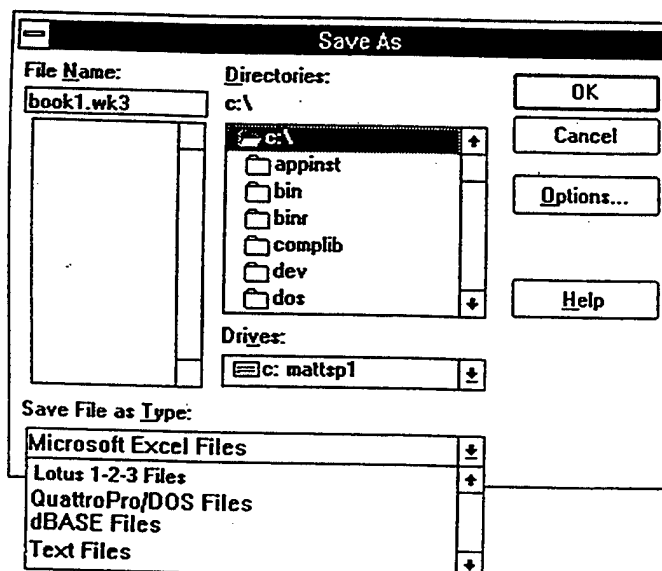 Save As
File Name:
book1.wk3
Directories:
c:\
c:\
appinst
bin
binr
complib
dev
dos
Drives:
c: mattsp1
OK
Cancel
Options...
Help
Save File as Type:
Microsoft Excel Files
Lotus 1-2-3 Files
QuattroPro/DOS Files
dBASE Files
Text Files